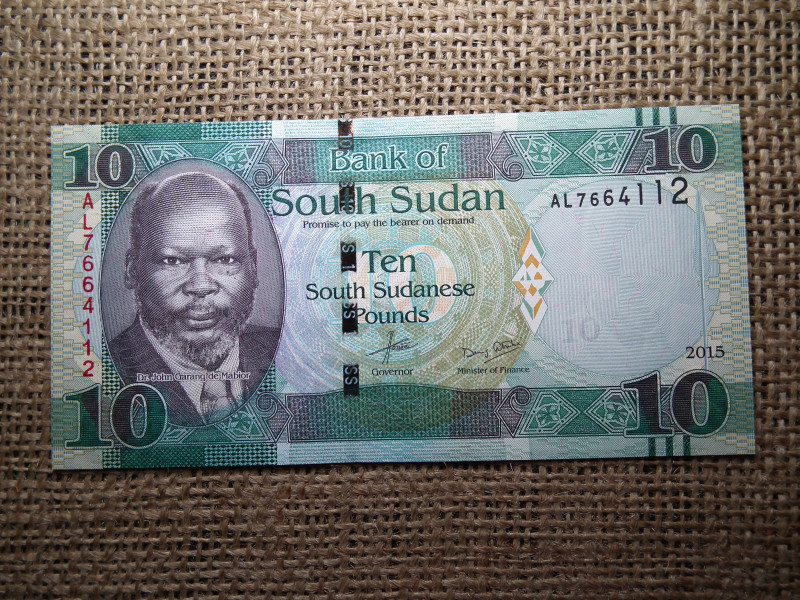 10
Bank of
10
South Sudan
AL7664112
Promise to pay the bearer on demand
AL7664112
Ten
South Sudanese
Pounds
10
2015
Governor
Minister of Finance
Dr. John Garang de Mabior
10
10